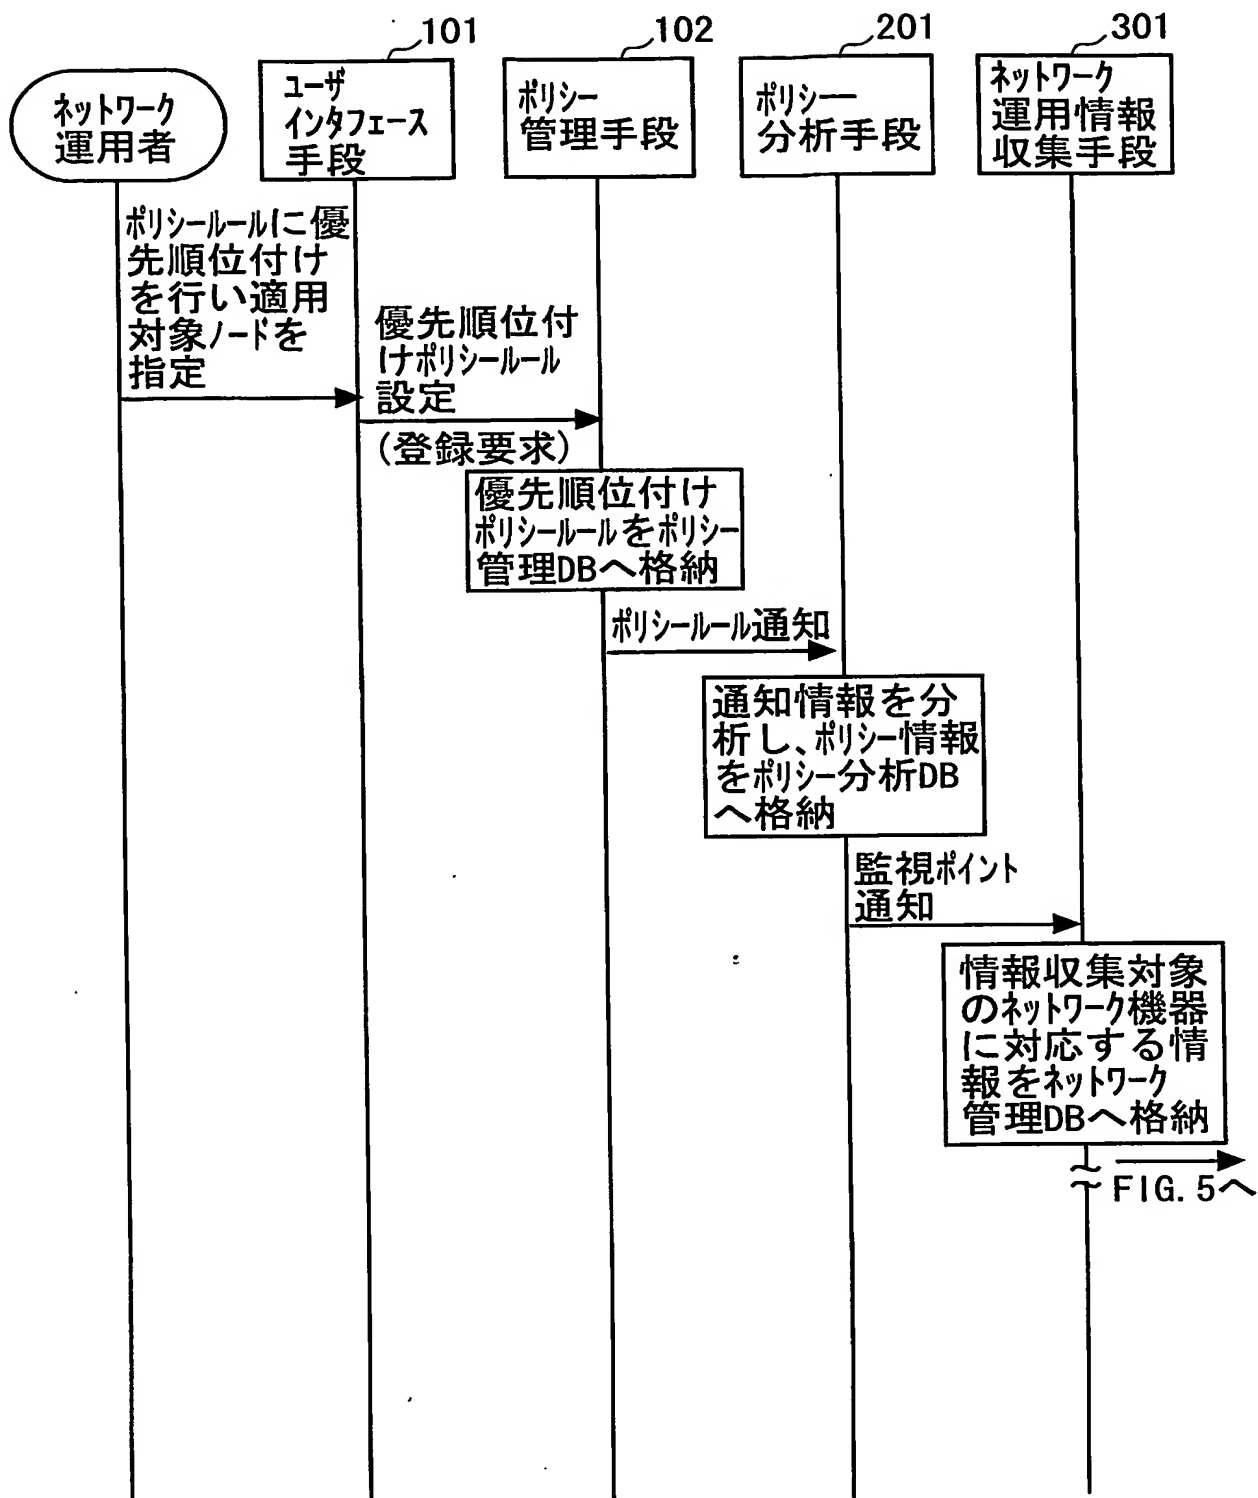 101
102
201
301
ネットワーク
運用者
ユーザ
インタフェース
手段
ポリシー
管理手段
ポリシー
分析手段
ネットワーク
運用情報
収集手段
ポリシールールに優
先順位付け
を行い適用
対象ノードを
指定
優先順位付
けポリシールール
設定
(登録要求)
優先順位付け
ポリシールールをポリシー
管理DBへ格納
ポリシールール通知
通知情報を分
析し、ポリシー情報
をポリシー分析DB
へ格納
監視ポイント
通知
情報収集対象
のネットワーク機器
に対応する情
報をネットワーク
管理DBへ格納
FIG. 5へ